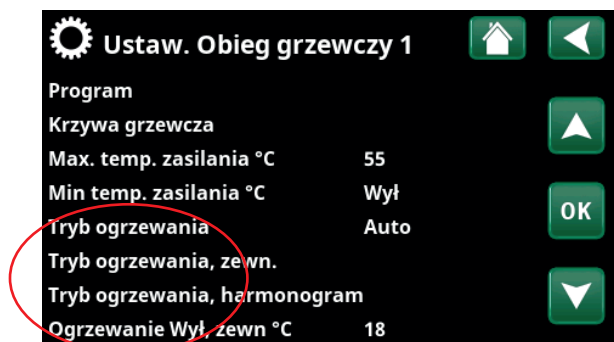 Ustaw. Obieg grzewczy 1
Program
Krzywa grzewcza
Max. temp. zasilania °C 55
Min temp. zasilania °C Wył
Tryb ogrzewania Auto
OK
Tryb ogrzewania, zewn.
Tryb ogrzewania, harmonogram
Ogrzewanie Wył, zewn °C 18